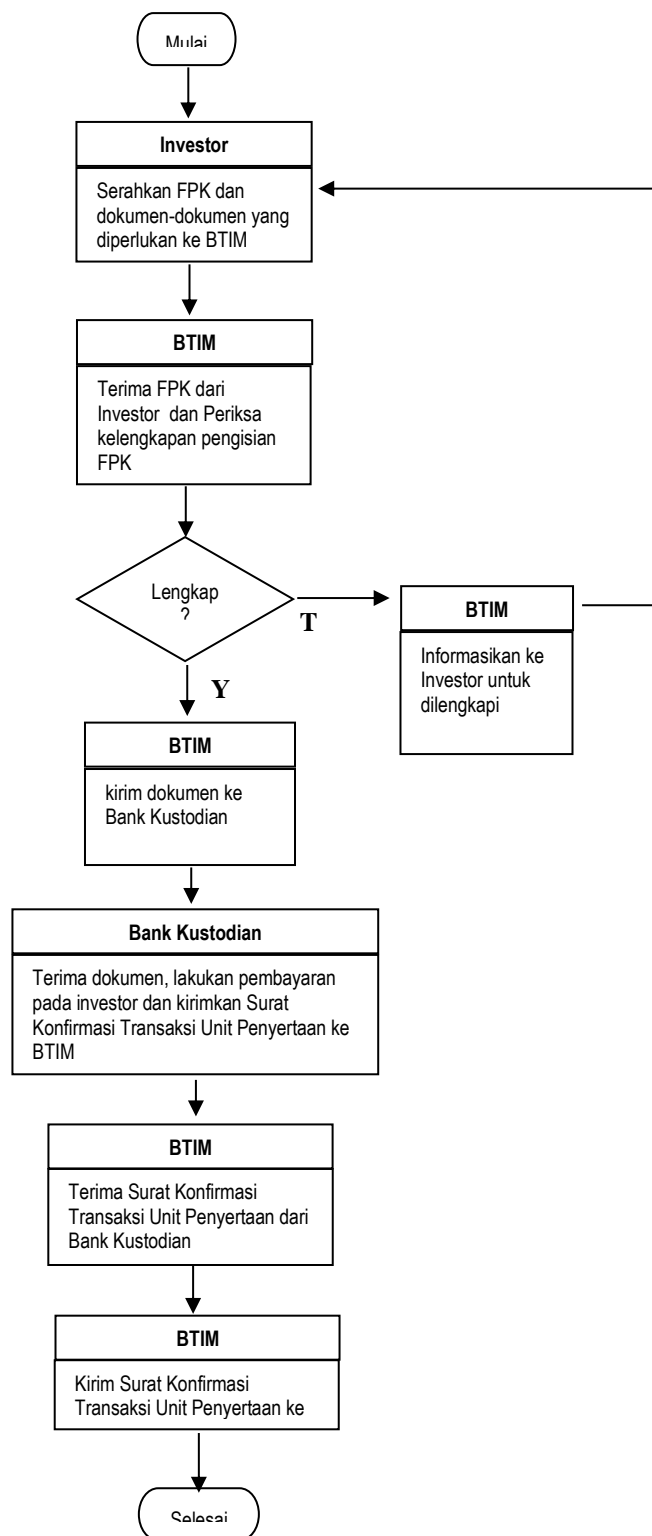 Mulai
Investor
Serahkan FPK dan
dokumen-dokumen yang
diperlukan ke BTIM
BTIM
Terima FPK dari
Investor dan Periksa
kelengkapan pengisian
FPK
Lengkap
?
T
BTIM
Informasikan ke
Investor untuk
dilengkapi
Y
BTIM
kirim dokumen ke
Bank Kustodian
Bank Kustodian
Terima dokumen, lakukan pembayaran
pada investor dan kirimkan Surat
Konfirmasi Transaksi Unit Penyertaan ke
BTIM
BTIM
Terima Surat Konfirmasi
Transaksi Unit Penyertaan dari
Bank Kustodian
BTIM
Kirim Surat Konfirmasi
Transaksi Unit Penyertaan ke
Selesai